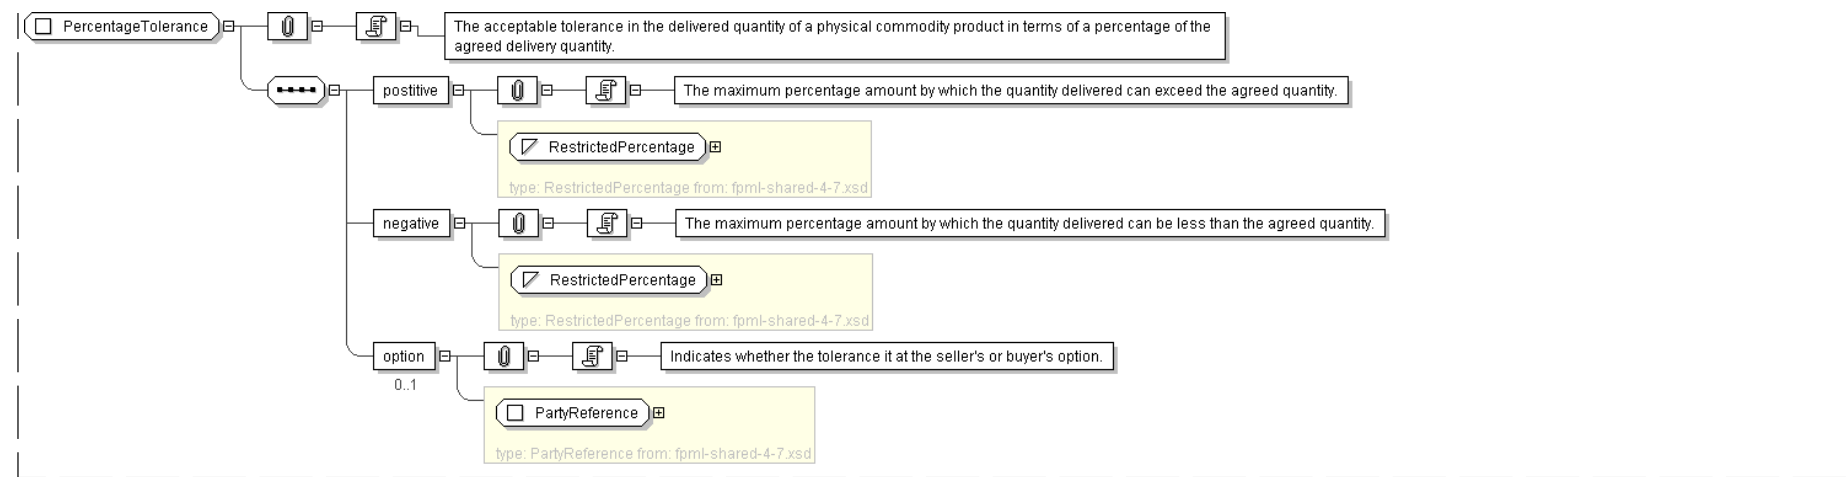 PercentageTolerance
The acceptable tolerance in the delivered quantity of a physical commodity product in terms of a percentage of the
agreed delivery quantity.
postitive
The maximum percentage amount by which the quantity delivered can exceed the agreed quantity.
RestrictedPercentage
type: RestrictedPercentage from: fpml-shared-4-7.xsd
negative
The maximum percentage amount by which the quantity delivered can be less than the agreed quantity.
RestrictedPercentage
type: RestrictedPercentage from: fpml-shared-4-7.xsd
option
Indicates whether the tolerance it at the seller's or buyer's option.
0..1
PartyReference
type: PartyReference from: fpml-shared-4-7.xsd